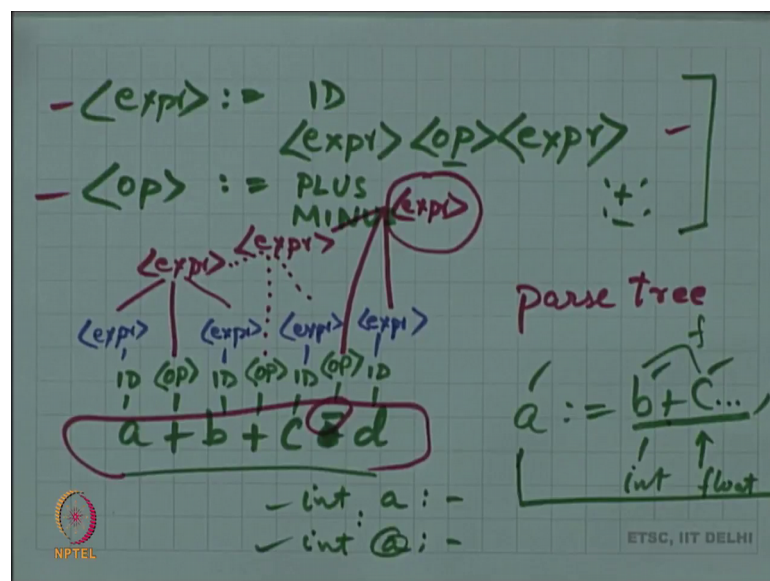 - <expr> := ID
<expr> <op> <expr> -
- <op> := PLUS
MINUS
'+'
'-'
<expr>
<expr> <expr>
<expr> <expr> <expr> <expr>
ID <op> ID <op> ID <op> ID
a + b + c - d
parse tree
f
a := b + c...
int float
- int a : -
int a ; -
NPTEL
ETSC, IIT DELHI